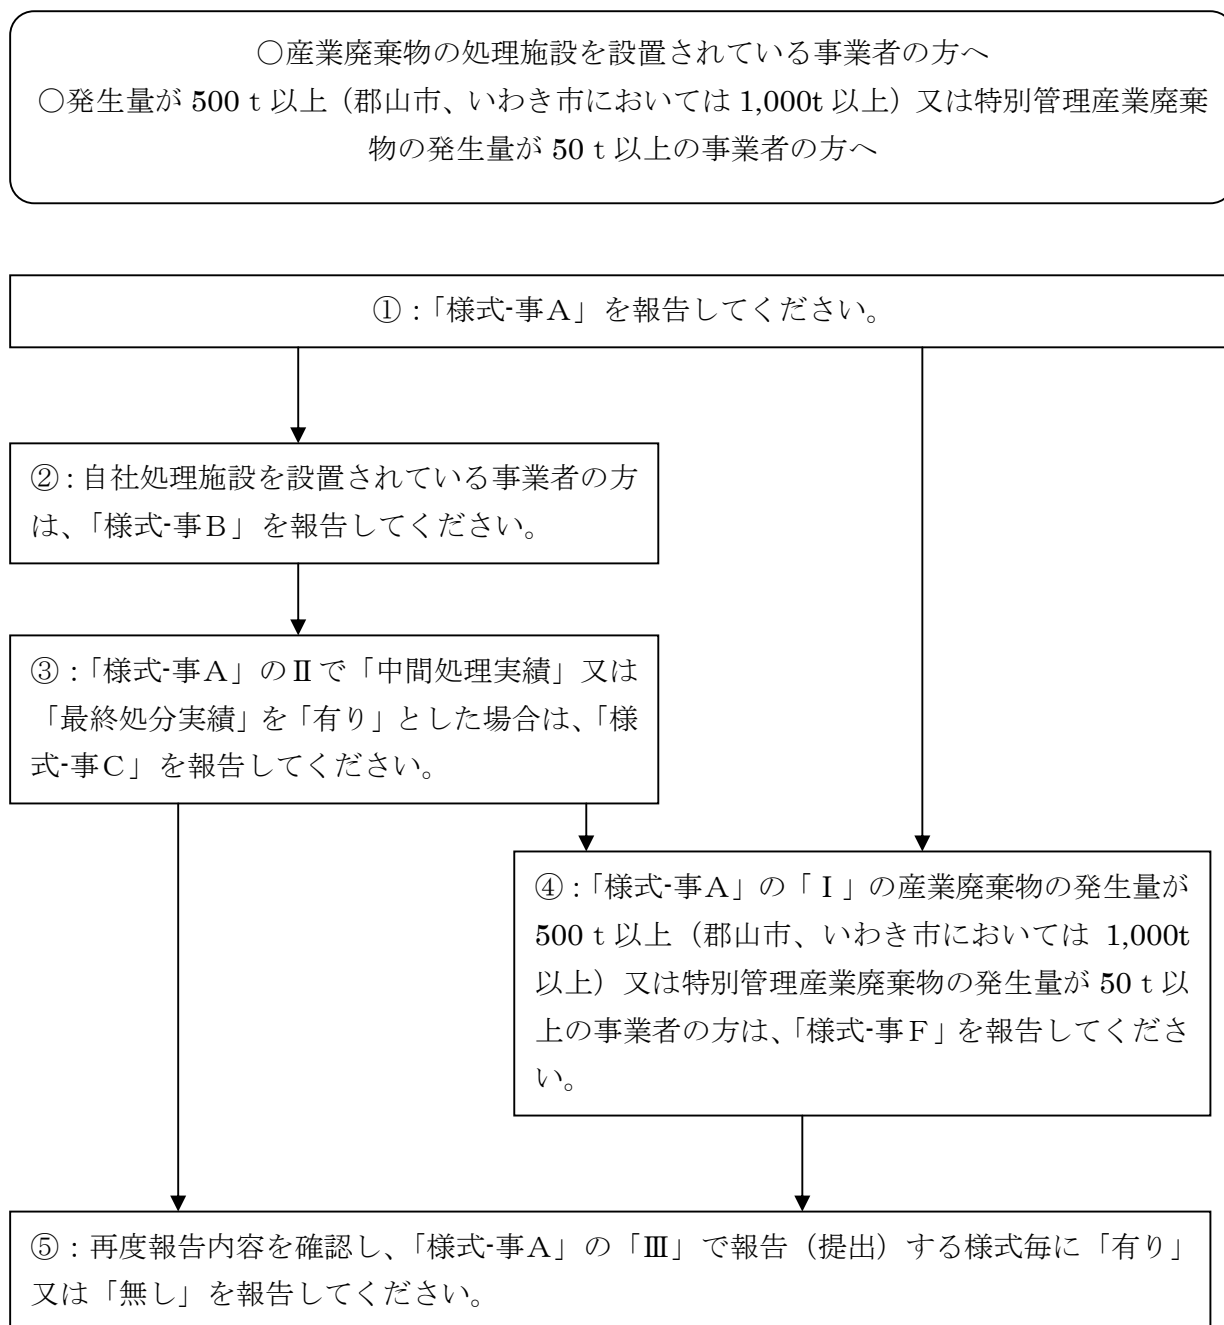 ○産業廃棄物の処理施設を設置されている事業者の方へ
○発生量が 500ｔ以上（郡山市、いわき市においては 1,000t 以上）又は特別管理産業廃棄
物の発生量が 50ｔ以上の事業者の方へ
①：「様式-事Ａ」を報告してください。
②：自社処理施設を設置されている事業者の方
は、「様式-事Ｂ」を報告してください。
③：「様式-事Ａ」のⅡで「中間処理実績」又は
「最終処分実績」を「有り」とした場合は、「様
式-事Ｃ」を報告してください。
④：「様式-事Ａ」の「Ⅰ」の産業廃棄物の発生量が
500ｔ以上（郡山市、いわき市においては 1,000t
以上）又は特別管理産業廃棄物の発生量が 50ｔ以
上の事業者の方は、「様式-事Ｆ」を報告してくださ
い。
⑤：再度報告内容を確認し、「様式-事Ａ」の「Ⅲ」で報告（提出）する様式毎に「有り」
又は「無し」を報告してください。